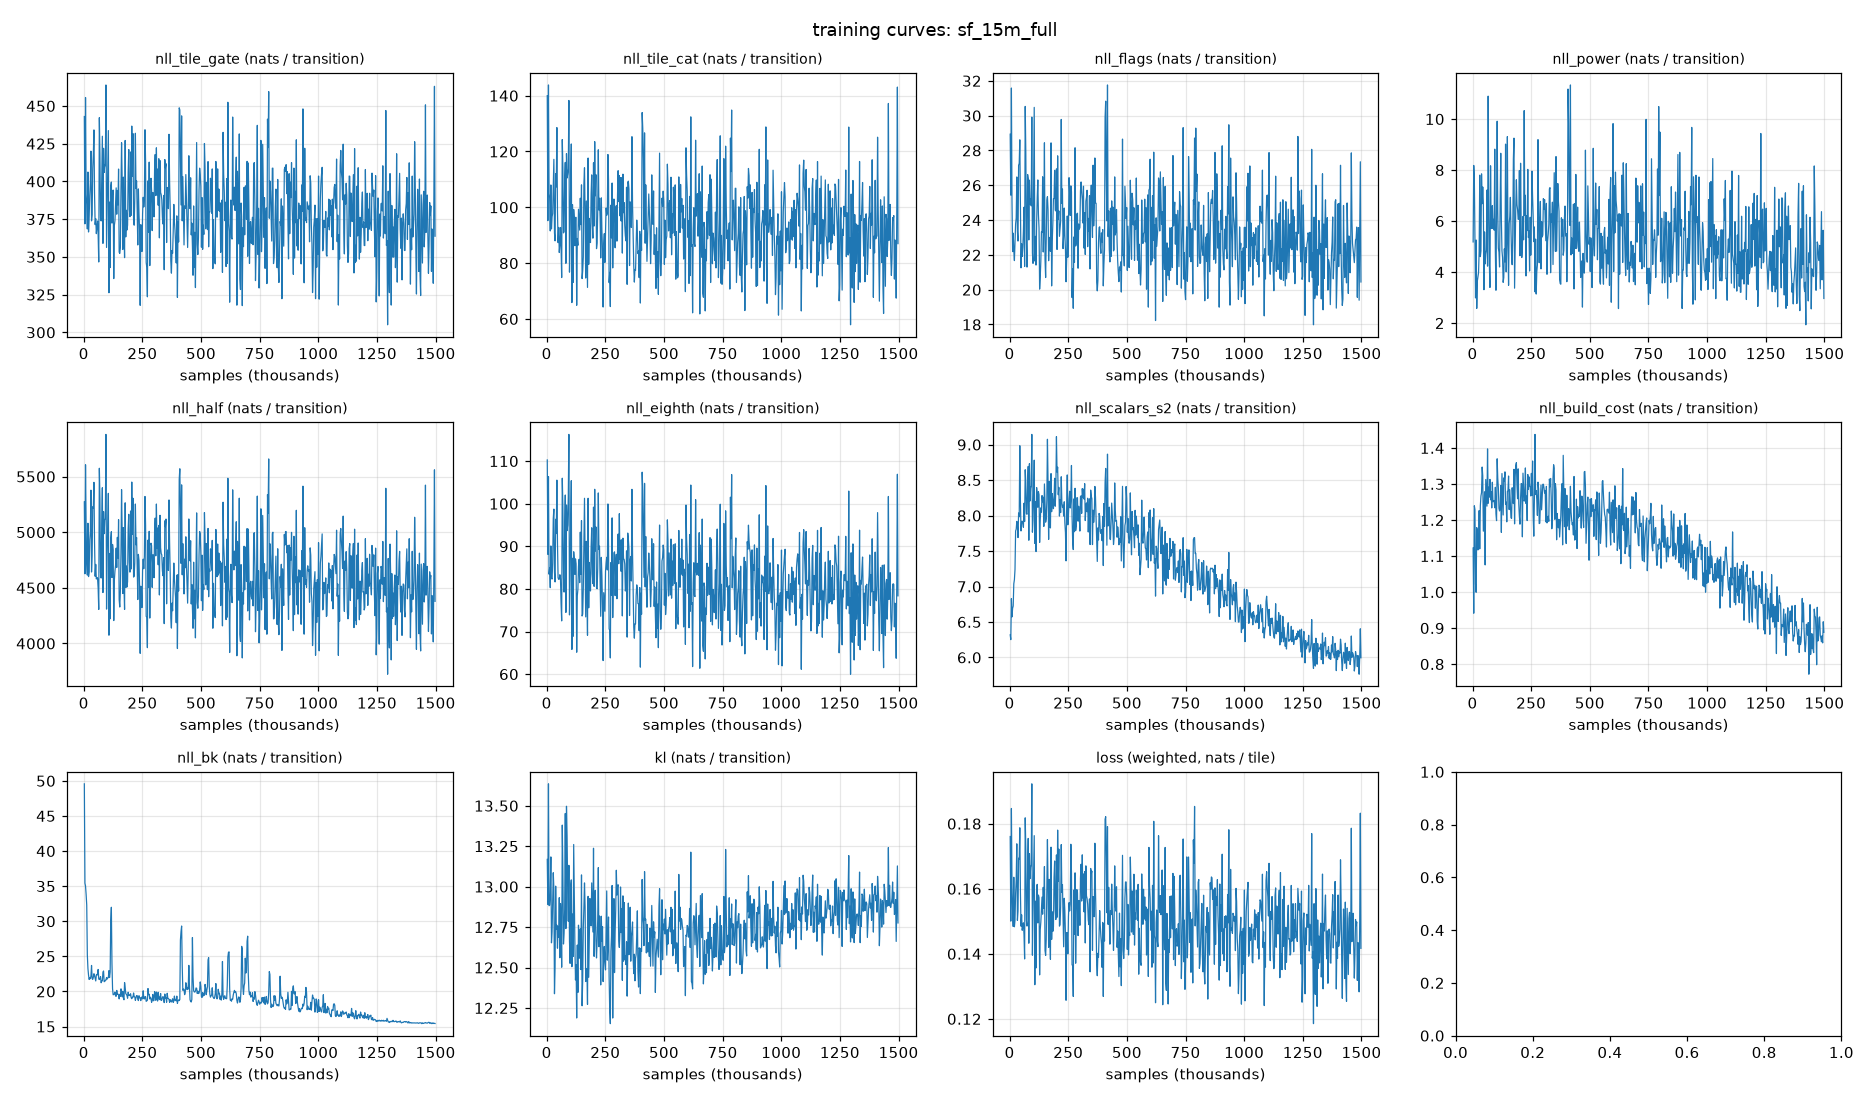 training curves: sf_15m_full
nll_tile_gate (nats / transition)
450
425
400
375
350
325
300
0 250 500 750 1000 1250 1500
samples (thousands)
nll_tile_cat (nats / transition)
140
120
100
80
60
0 250 500 750 1000 1250 1500
samples (thousands)
nll_flags (nats / transition)
32
30
28
26
24
22
20
18
0 250 500 750 1000 1250 1500
samples (thousands)
nll_power (nats / transition)
10
8
6
4
2
0 250 500 750 1000 1250 1500
samples (thousands)
nll_half (nats / transition)
5500
5000
4500
4000
0 250 500 750 1000 1250 1500
samples (thousands)
nll_eighth (nats / transition)
110
100
90
80
70
60
0 250 500 750 1000 1250 1500
samples (thousands)
nll_scalars_s2 (nats / transition)
9.0
8.5
8.0
7.5
7.0
6.5
6.0
0 250 500 750 1000 1250 1500
samples (thousands)
nll_build_cost (nats / transition)
1.4
1.3
1.2
1.1
1.0
0.9
0.8
0 250 500 750 1000 1250 1500
samples (thousands)
nll_bk (nats / transition)
50
45
40
35
30
25
20
15
0 250 500 750 1000 1250 1500
samples (thousands)
kl (nats / transition)
13.50
13.25
13.00
12.75
12.50
12.25
0 250 500 750 1000 1250 1500
samples (thousands)
loss (weighted, nats / tile)
0.18
0.16
0.14
0.12
0 250 500 750 1000 1250 1500
samples (thousands)
1.0
0.8
0.6
0.4
0.2
0.0
0.0 0.2 0.4 0.6 0.8 1.0